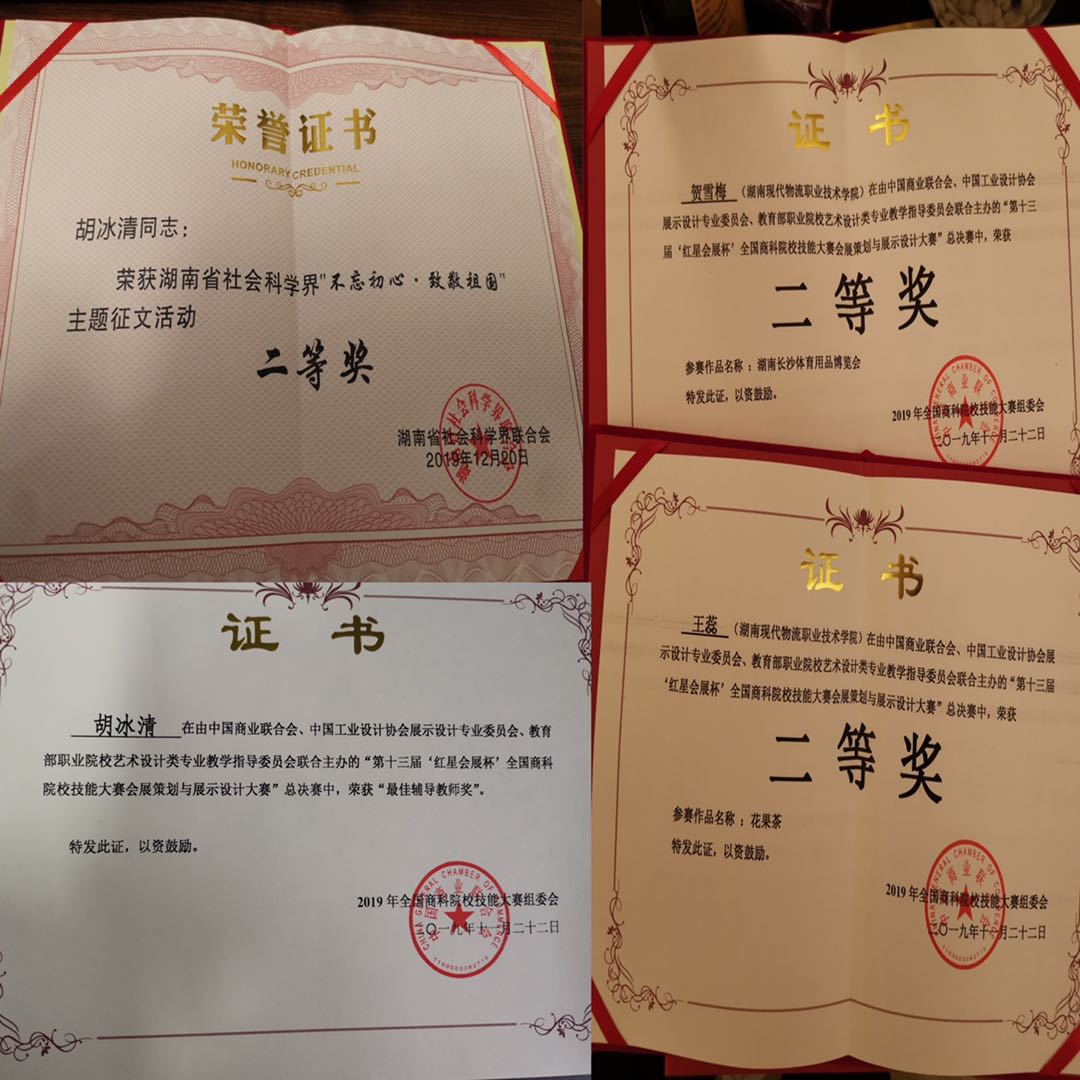 荣誉证书
HONORARY CREDENTIAL
胡冰清同志：
荣获湖南省社会科学界"不忘初心·致敬祖国"
主题征文活动
二等奖
湖南省社会科学界联合会
2019年12月20日
证书
贺雪梅（湖南现代物流职业技术学院）在由中国商业联合会、中国工业设计协会
展示设计专业委员会、教育部职业院校艺术设计类专业教学指导委员会联合主办的“第十三
届‘红星会展杯’全国商科院校技能大赛会展策划与展示设计大赛”总决赛中，荣获
二等奖
参赛作品名称：湖南长沙体育用品博览会
特发此证，以资鼓励。
2019年全国商科院校技能大赛组委会
二〇一九年十一月二十二日
证书
胡冰清 在由中国商业联合会、中国工业设计协会展示设计专业委员会、教育
部职业院校艺术设计类专业教学指导委员会联合主办的“第十三届‘红星会展杯’全国商科
院校技能大赛会展策划与展示设计大赛”总决赛中，荣获“最佳辅导教师奖”。
特发此证，以资鼓励。
2019年全国商科院校技能大赛组委会
二〇一九年十一月二十二日
CHINA GENERAL CHAMBER OF COMMERCE
中国商业联合会
证书
王蕊（湖南现代物流职业技术学院）在由中国商业联合会、中国工业设计协会展
示设计专业委员会、教育部职业院校艺术设计类专业教学指导委员会联合主办的“第十三届
‘红星会展杯’全国商科院校技能大赛会展策划与展示设计大赛”总决赛中，荣获
二等奖
参赛作品名称：花果茶
特发此证，以资鼓励。
2019年全国商科院校技能大赛组委会
二〇一九年十一月二十二日